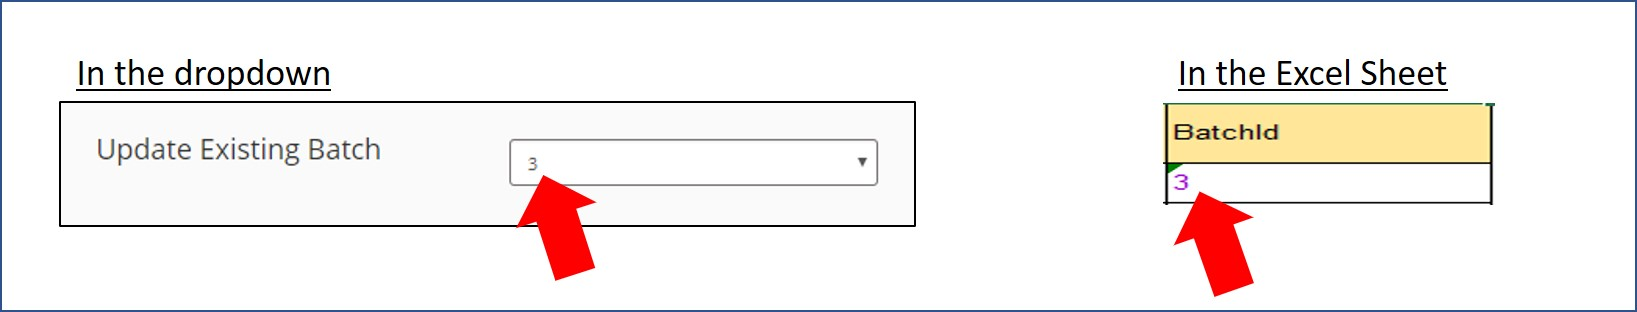 In the dropdown
Update Existing Batch
3
In the Excel Sheet
BatchId
3